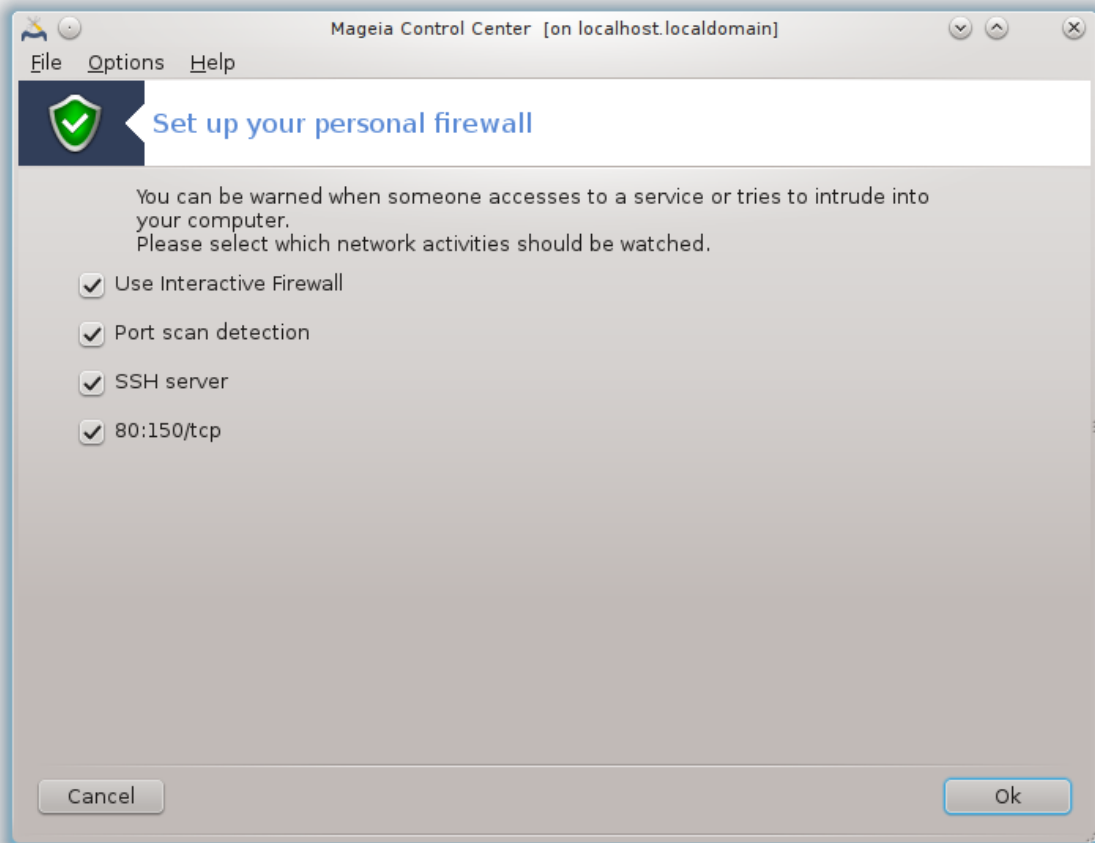 Mageia Control Center [on localhost.localdomain]
File Options Help
Set up your personal firewall
You can be warned when someone accesses to a service or tries to intrude into
your computer.
Please select which network activities should be watched.
Use Interactive Firewall
Port scan detection
SSH server
80:150/tcp
Cancel Ok